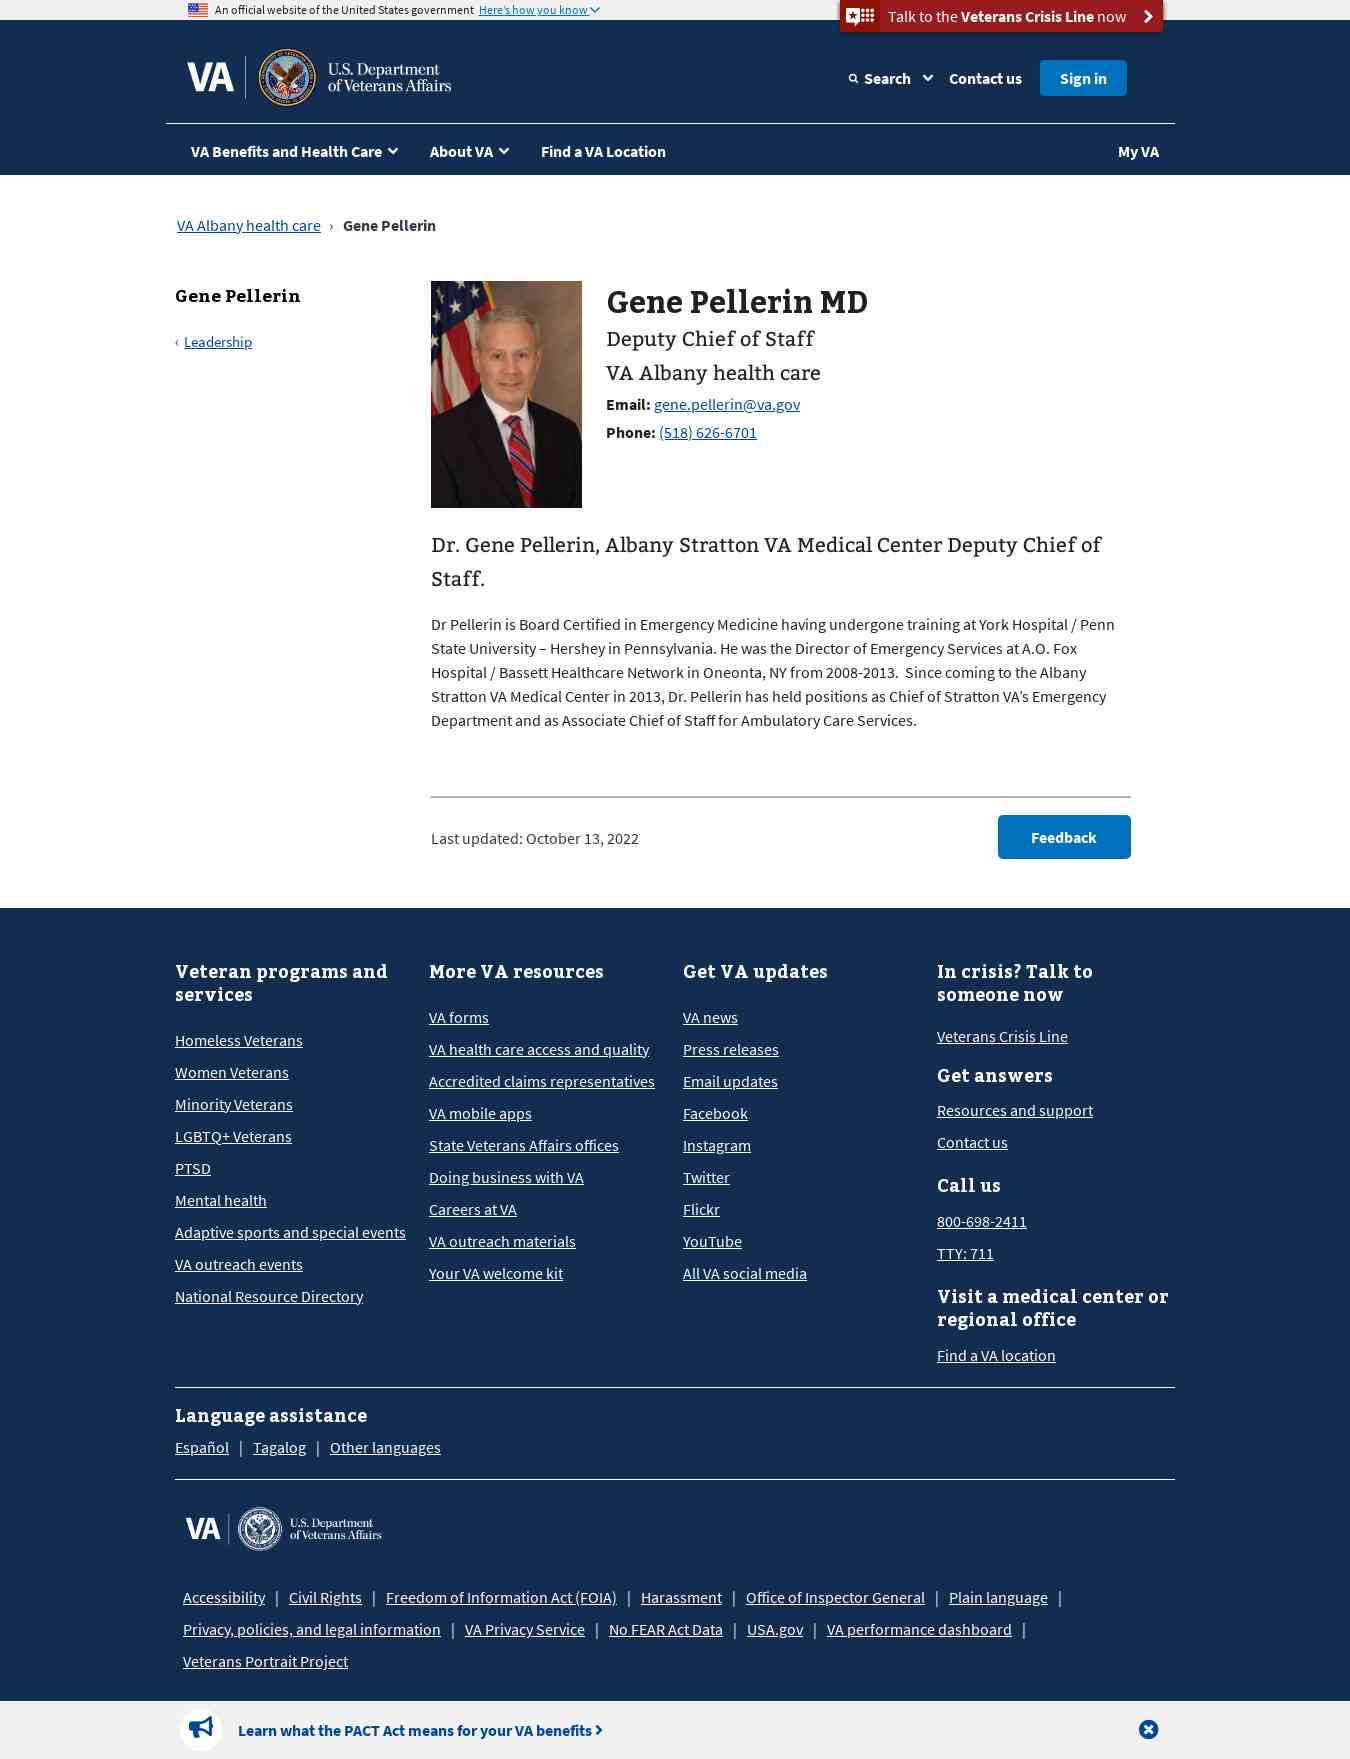 An official website of the United States government Here's how you know
Talk to the Veterans Crisis Line now
VA
U.S. Department
of Veterans Affairs
Search
Contact us
Sign in
VA Benefits and Health Care
About VA
Find a VA Location
My VA
VA Albany health care › Gene Pellerin
Gene Pellerin
‹ Leadership
Gene Pellerin MD
Deputy Chief of Staff
VA Albany health care
Email: gene.pellerin@va.gov
Phone: (518) 626-6701
Dr. Gene Pellerin, Albany Stratton VA Medical Center Deputy Chief of
Staff.
Dr Pellerin is Board Certified in Emergency Medicine having undergone training at York Hospital / Penn
State University – Hershey in Pennsylvania. He was the Director of Emergency Services at A.O. Fox
Hospital / Bassett Healthcare Network in Oneonta, NY from 2008-2013.  Since coming to the Albany
Stratton VA Medical Center in 2013, Dr. Pellerin has held positions as Chief of Stratton VA’s Emergency
Department and as Associate Chief of Staff for Ambulatory Care Services.
Last updated: October 13, 2022
Feedback
Veteran programs and
services
Homeless Veterans
Women Veterans
Minority Veterans
LGBTQ+ Veterans
PTSD
Mental health
Adaptive sports and special events
VA outreach events
National Resource Directory
More VA resources
VA forms
VA health care access and quality
Accredited claims representatives
VA mobile apps
State Veterans Affairs offices
Doing business with VA
Careers at VA
VA outreach materials
Your VA welcome kit
Get VA updates
VA news
Press releases
Email updates
Facebook
Instagram
Twitter
Flickr
YouTube
All VA social media
In crisis? Talk to
someone now
Veterans Crisis Line
Get answers
Resources and support
Contact us
Call us
800-698-2411
TTY: 711
Visit a medical center or
regional office
Find a VA location
Language assistance
Español | Tagalog | Other languages
VA
U.S. Department
of Veterans Affairs
Accessibility | Civil Rights | Freedom of Information Act (FOIA) | Harassment | Office of Inspector General | Plain language |
Privacy, policies, and legal information | VA Privacy Service | No FEAR Act Data | USA.gov | VA performance dashboard |
Veterans Portrait Project
Learn what the PACT Act means for your VA benefits